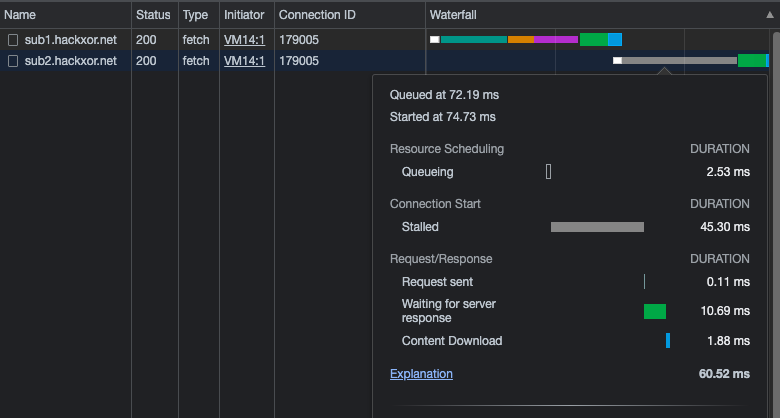 Name Status Type Initiator Connection ID Waterfall
sub1.hackxor.net 200 fetch VM14:1 179005
sub2.hackxor.net 200 fetch VM14:1 179005
Queued at 72.19 ms
Started at 74.73 ms
Resource Scheduling DURATION
Queueing 2.53 ms
Connection Start DURATION
Stalled 45.30 ms
Request/Response DURATION
Request sent 0.11 ms
Waiting for server
response 10.69 ms
Content Download 1.88 ms
Explanation 60.52 ms